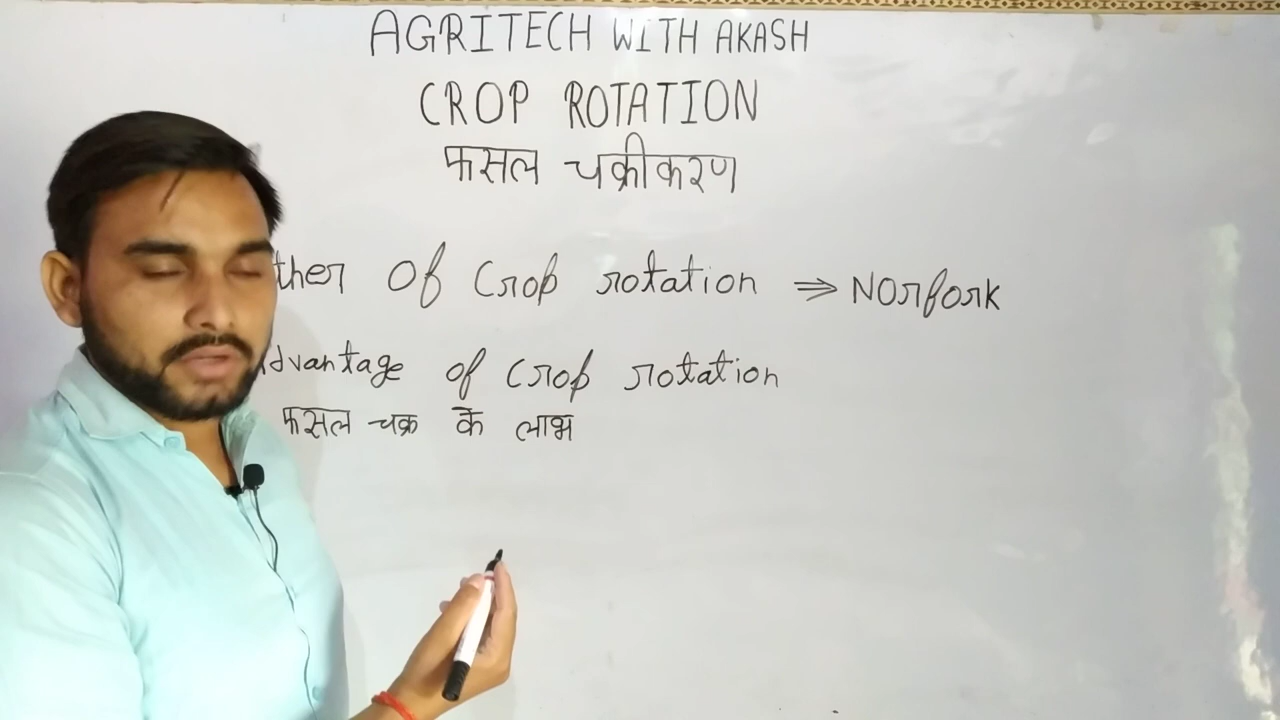 AGRITECH WITH AKASH
CROP ROTATION
फसल चक्रीकरण
ther Of Crop rotation ⇒ Norfork
dvantage of Crop rotation
फसल चक्र के लाभ